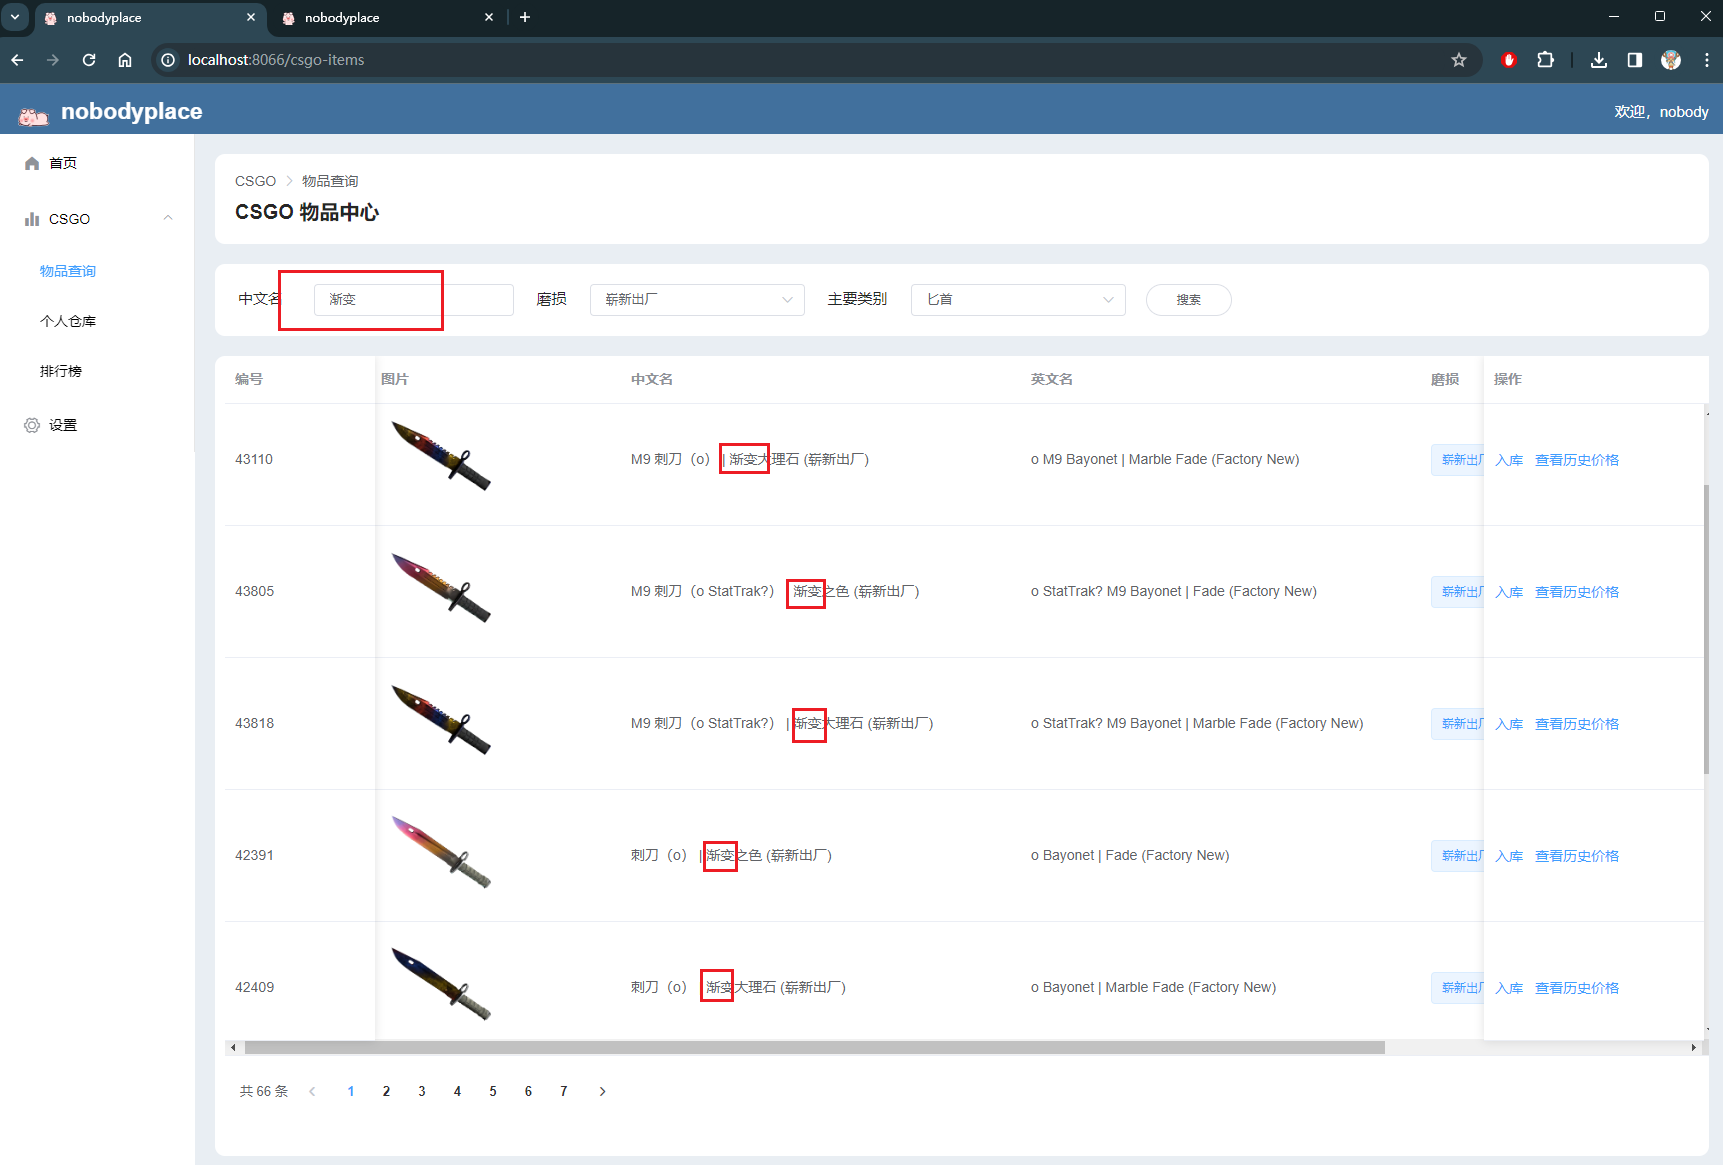 nobodyplace
nobodyplace
localhost:8066/csgo-items
nobodyplace
欢迎，nobody
首页
CSGO
物品查询
个人仓库
排行榜
设置
CSGO 物品查询
CSGO 物品中心
中文名 渐变 磨损 崭新出厂 主要类别 匕首 搜索
编号 图片 中文名 英文名 磨损 操作
43110 M9 刺刀（o） | 渐变大理石 (崭新出厂) o M9 Bayonet | Marble Fade (Factory New) 崭新出厂 入库 查看历史价格
43805 M9 刺刀（o StatTrak?） 渐变之色 (崭新出厂) o StatTrak? M9 Bayonet | Fade (Factory New) 崭新出厂 入库 查看历史价格
43818 M9 刺刀（o StatTrak?） | 渐变大理石 (崭新出厂) o StatTrak? M9 Bayonet | Marble Fade (Factory New) 崭新出厂 入库 查看历史价格
42391 刺刀（o） | 渐变之色 (崭新出厂) o Bayonet | Fade (Factory New) 崭新出厂 入库 查看历史价格
42409 刺刀（o） 渐变大理石 (崭新出厂) o Bayonet | Marble Fade (Factory New) 崭新出厂 入库 查看历史价格
共 66 条 1 2 3 4 5 6 7